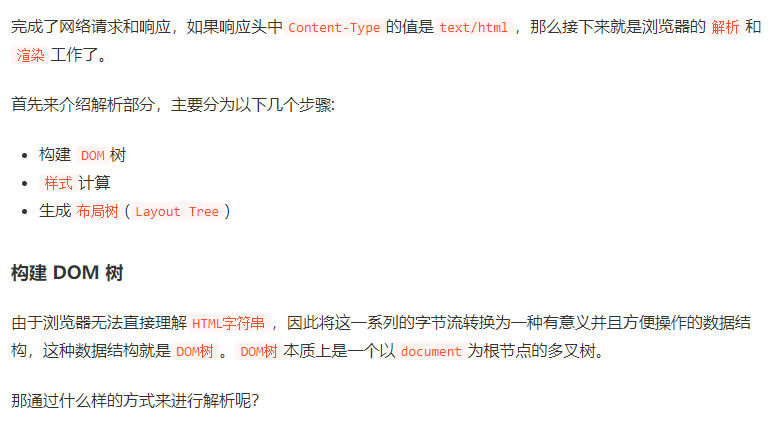 完成了网络请求和响应，如果响应头中 Content-Type 的值是 text/html ，那么接下来就是浏览器的 解析 和
渲染 工作了。
首先来介绍解析部分，主要分为以下几个步骤:
构建 DOM 树
样式 计算
生成 布局树 ( Layout Tree )
构建 DOM 树
由于浏览器无法直接理解 HTML字符串 ，因此将这一系列的字节流转换为一种有意义并且方便操作的数据结
构，这种数据结构就是 DOM树 。 DOM树 本质上是一个以 document 为根节点的多叉树。
那通过什么样的方式来进行解析呢？